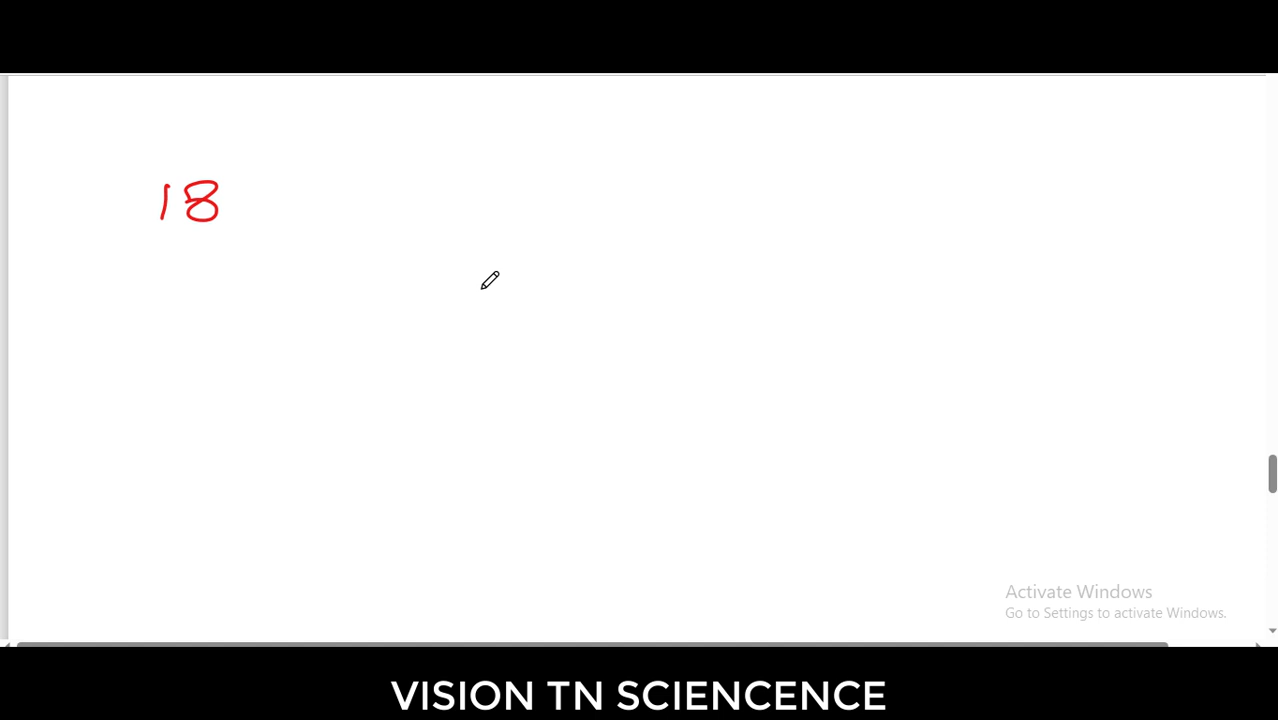 18
Activate Windows
Go to Settings to activate Windows.
VISION TN SCIENCENCE